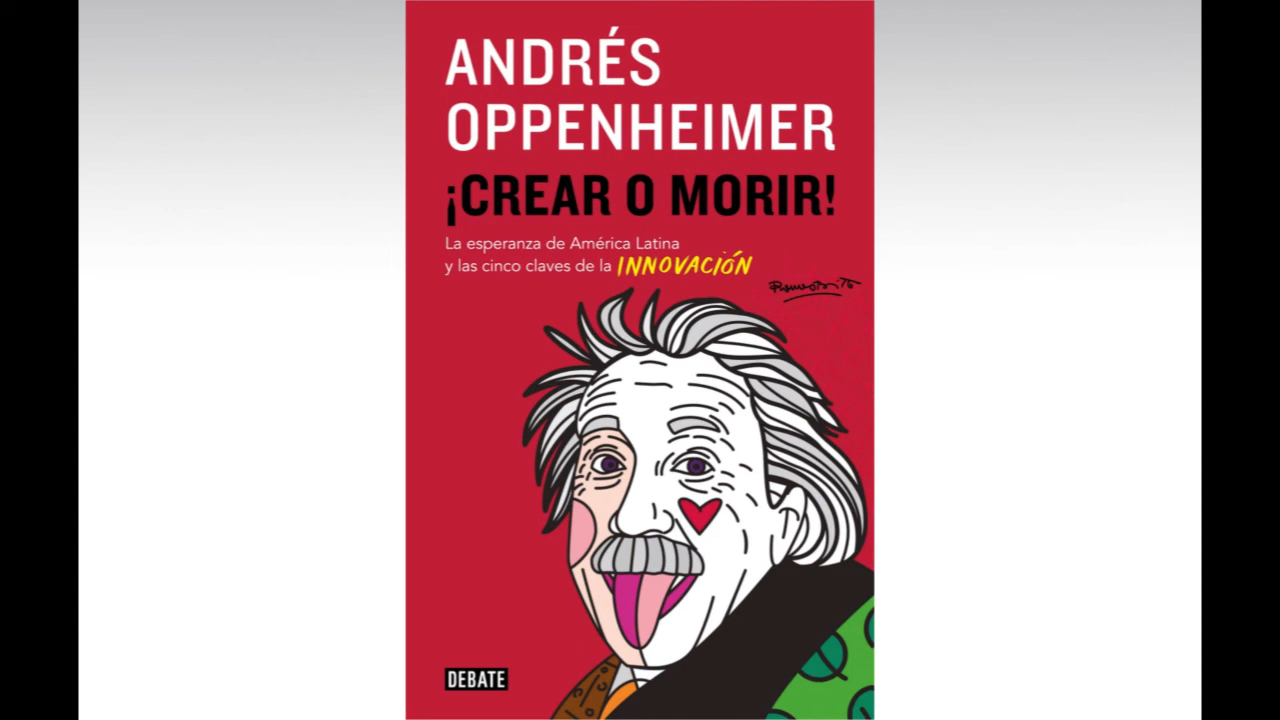 ANDRÉS
OPPENHEIMER
¡CREAR O MORIR!
La esperanza de América Latina
y las cinco claves de la INNOVACIÓN
DEBATE